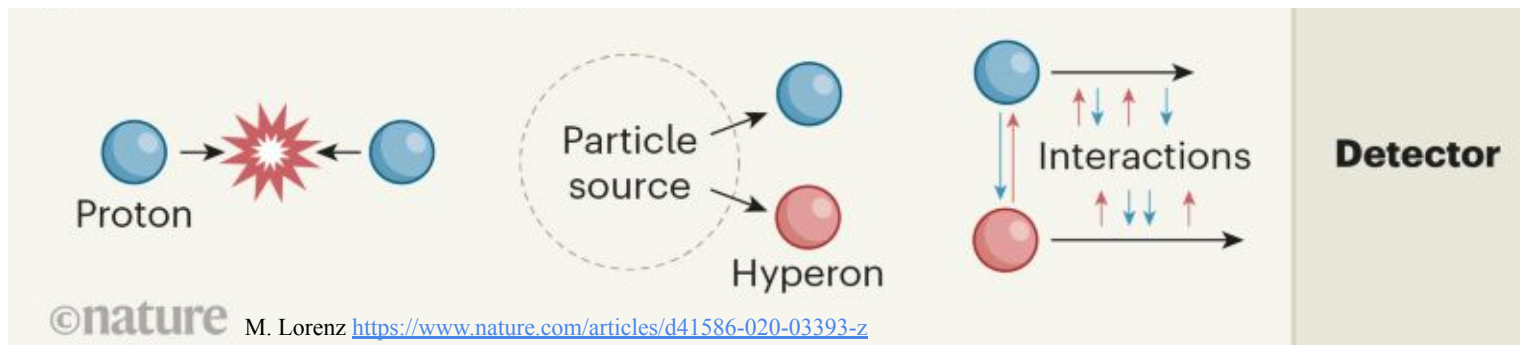 Proton
Particle
source
Hyperon
Interactions
Detector
©nature M. Lorenz https://www.nature.com/articles/d41586-020-03393-z